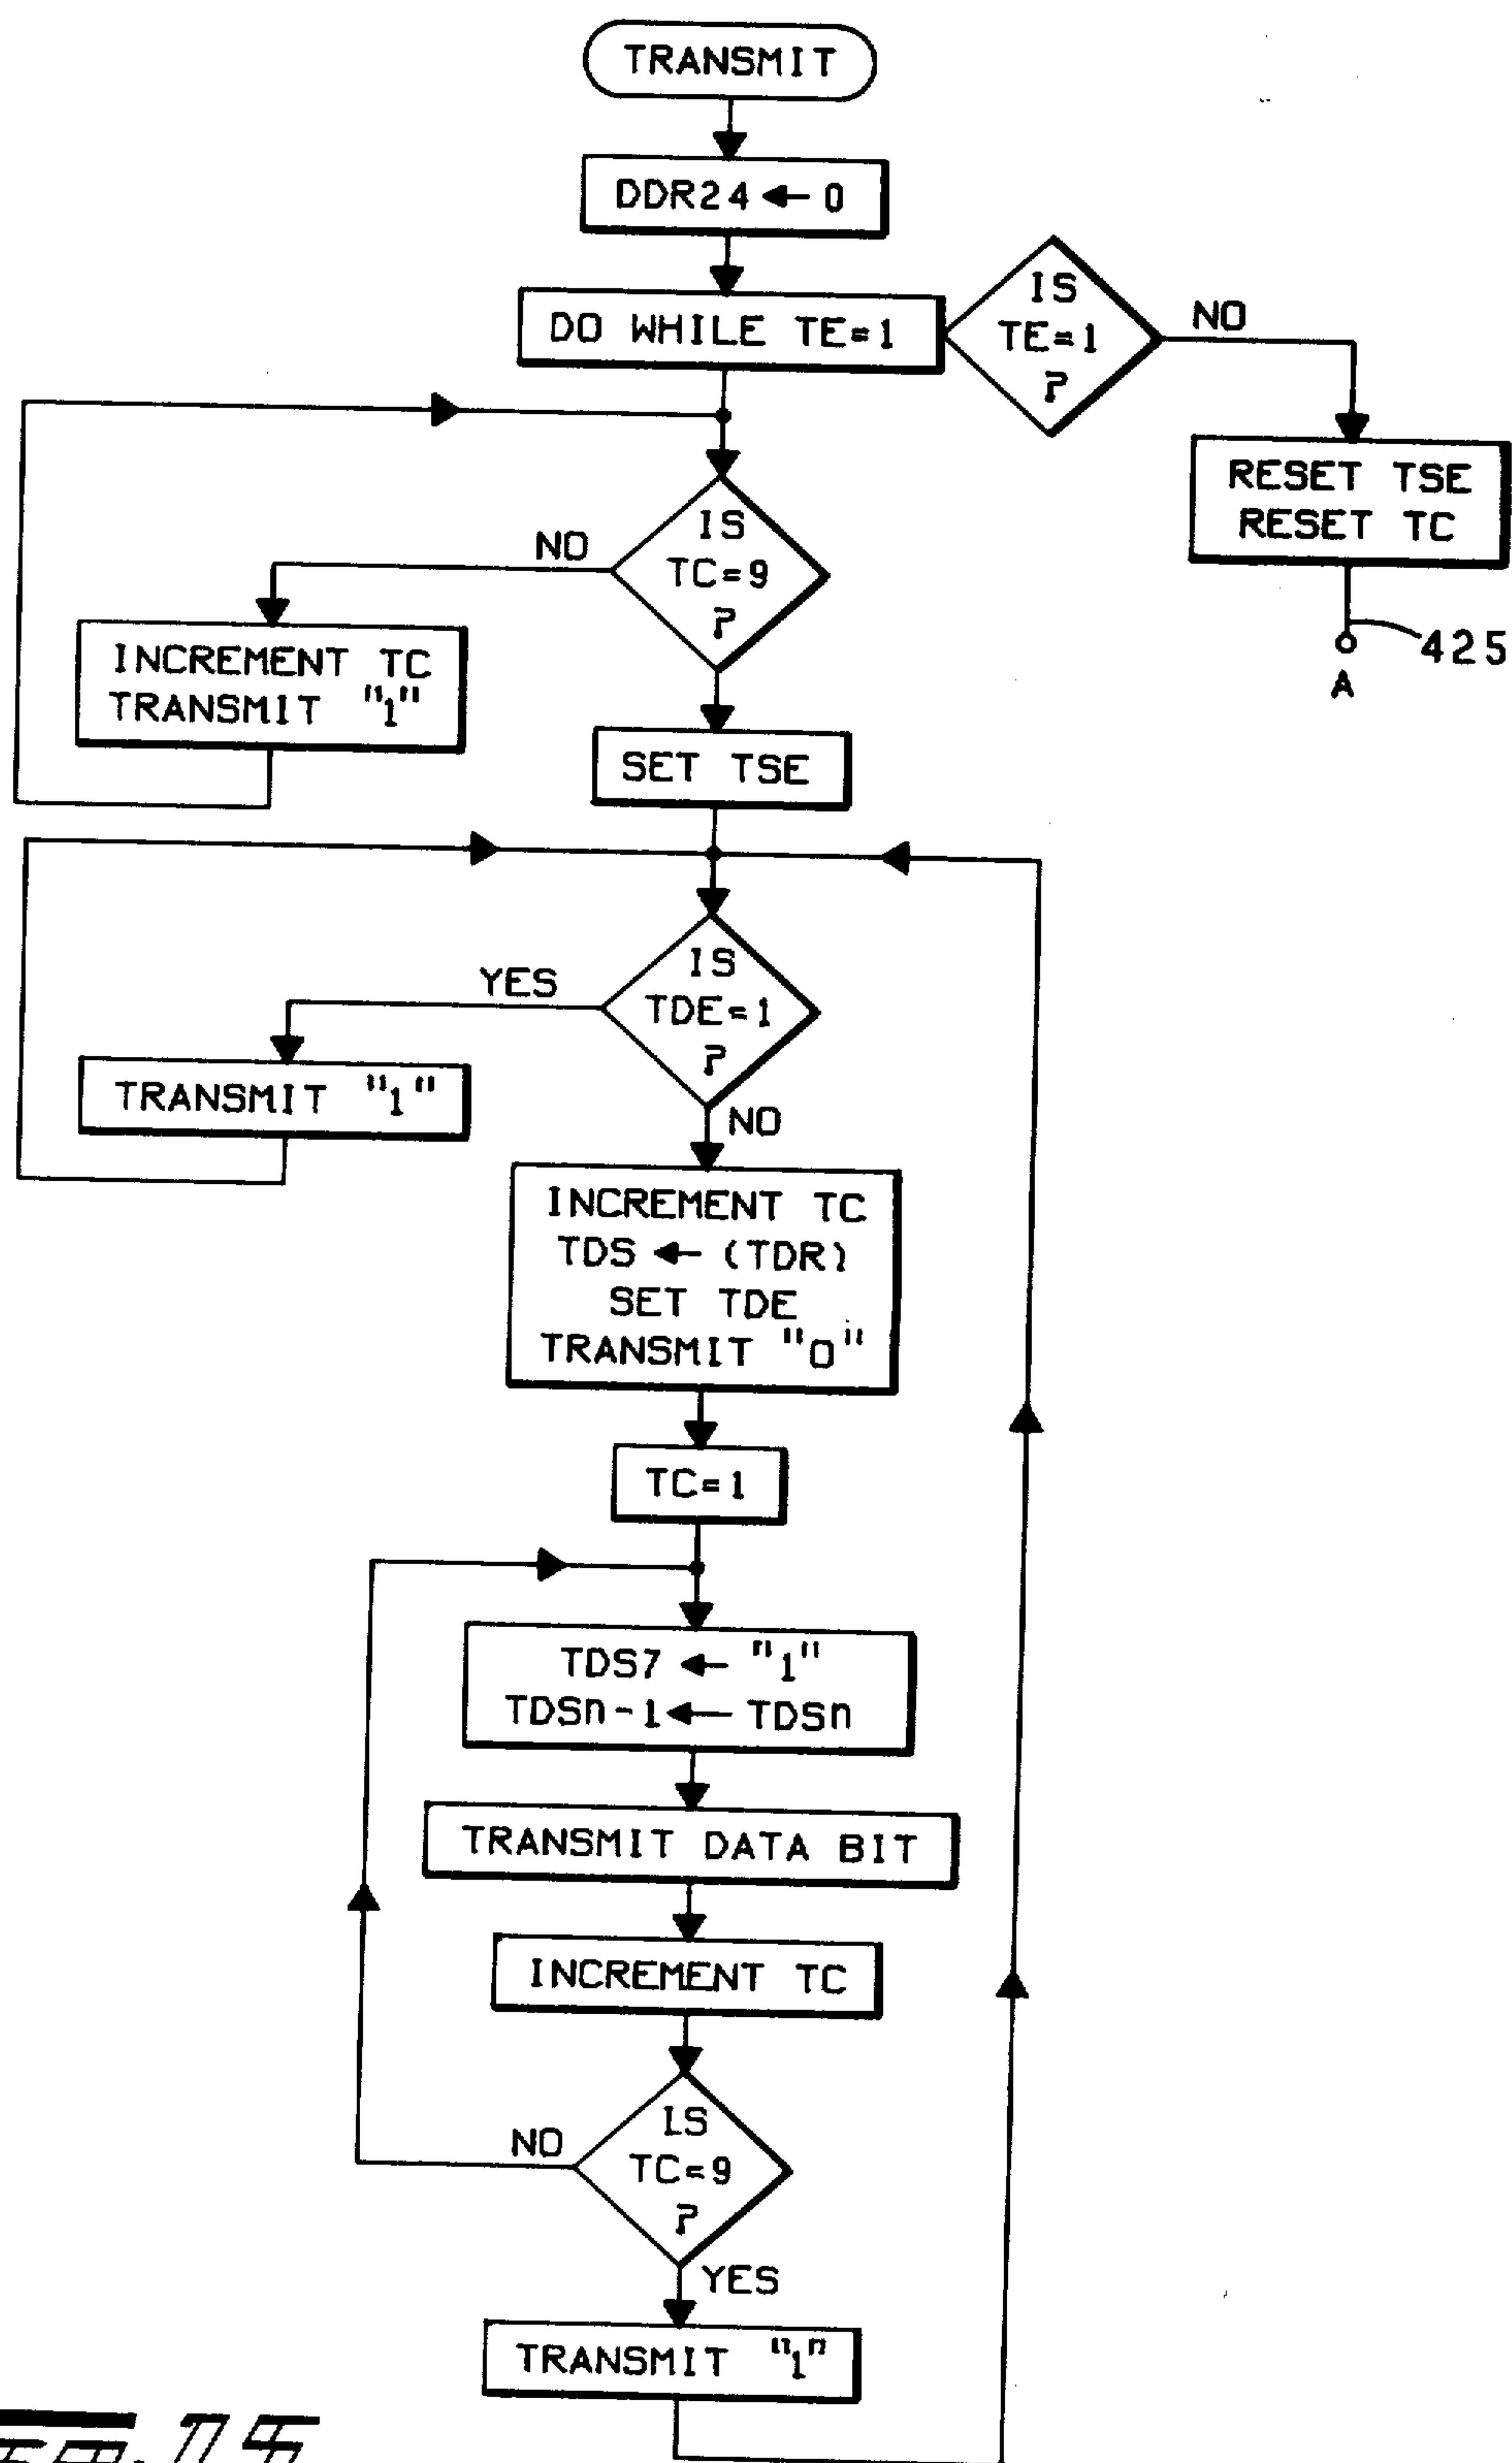 TRANSMIT
DDR24 ← 0
DO WHILE TE=1
IS
TE=1
?
NO
RESET TSE
RESET TC
425
A
IS
TC=9
?
NO
INCREMENT TC
TRANSMIT "1"
SET TSE
IS
TDE=1
?
YES
TRANSMIT "1"
NO
INCREMENT TC
TDS ← (TDR)
SET TDE
TRANSMIT "0"
TC=1
TDS7 ← "1"
TDSn-1 ← TDSn
TRANSMIT DATA BIT
INCREMENT TC
IS
TC=9
?
NO
YES
TRANSMIT "1"